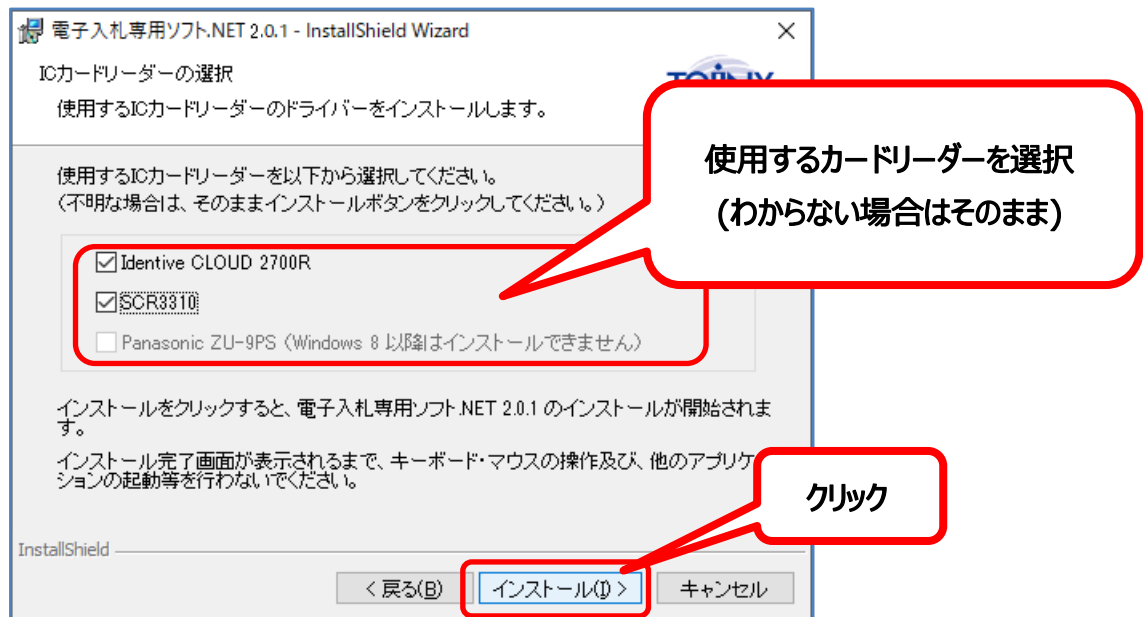 電子入札専用ソフト.NET 2.0.1 - InstallShield Wizard
ICカードリーダーの選択
使用するICカードリーダーのドライバーをインストールします。
使用するカードリーダーを選択
(わからない場合はそのまま)
使用するICカードリーダーを以下から選択してください。
(不明な場合は、そのままインストールボタンをクリックしてください。)
Identive CLOUD 2700R
SCR3310
Panasonic ZU-9PS (Windows 8 以降はインストールできません)
インストールをクリックすると、電子入札専用ソフト.NET 2.0.1 のインストールが開始されま
す。
インストール完了画面が表示されるまで、キーボード・マウスの操作及び、他のアプリケ
ションの起動等を行わないでください。
クリック
InstallShield
< 戻る(B)
インストール(I) >
キャンセル